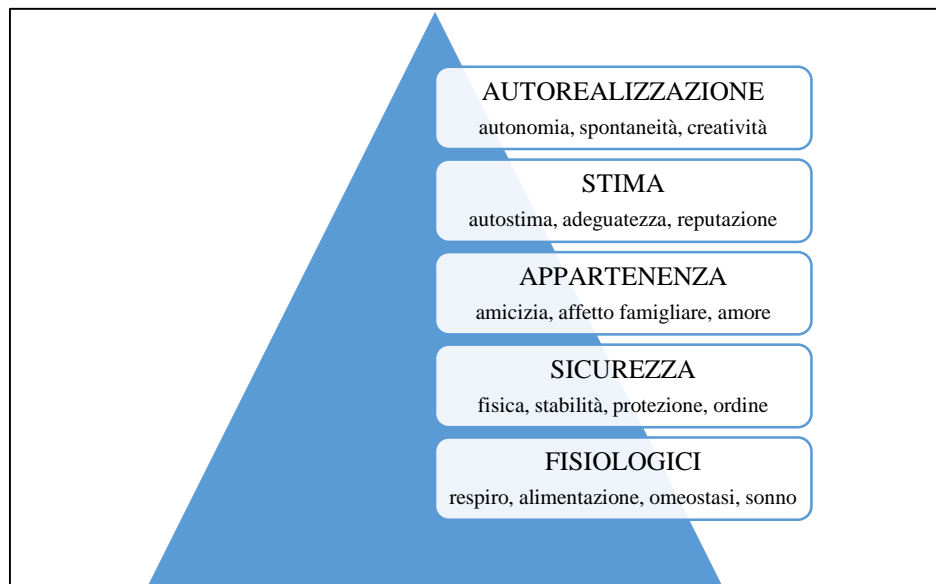 AUTOREALIZZAZIONE
autonomia, spontaneità, creatività
STIMA
autostima, adeguatezza, reputazione
APPARTENENZA
amicizia, affetto famigliare, amore
SICUREZZA
fisica, stabilità, protezione, ordine
FISIOLOGICI
respiro, alimentazione, omeostasi, sonno